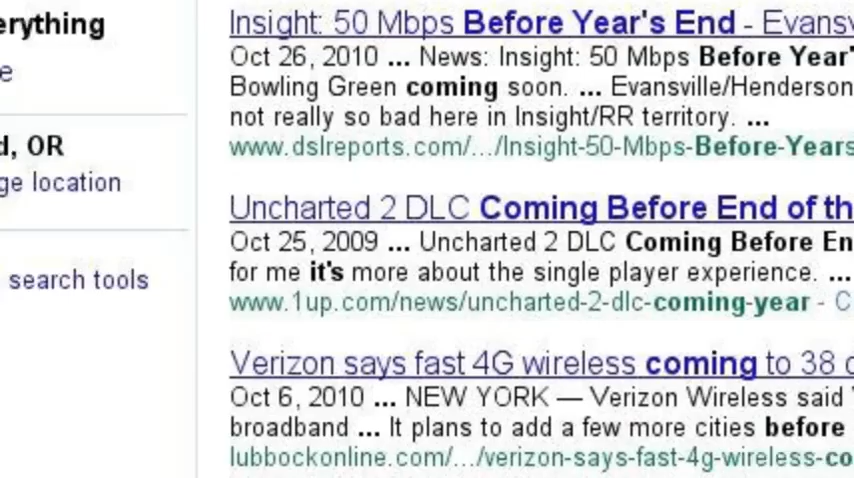 erything
e
d, OR
ge location
search tools
Insight: 50 Mbps Before Year's End - Evansv
Oct 26, 2010 ... News: Insight: 50 Mbps Before Year'
Bowling Green coming soon. ... Evansville/Henderson
not really so bad here in Insight/RR territory. ...
www.dslreports.com/.../Insight-50-Mbps-Before-Years
Uncharted 2 DLC Coming Before End of th
Oct 25, 2009 ... Uncharted 2 DLC Coming Before En
for me it's more about the single player experience. ...
www.1up.com/news/uncharted-2-dlc-coming-year - C
Verizon says fast 4G wireless coming to 38 c
Oct 6, 2010 ... NEW YORK — Verizon Wireless said '
broadband ... It plans to add a few more cities before
lubbockonline.com/.../verizon-says-fast-4g-wireless-co